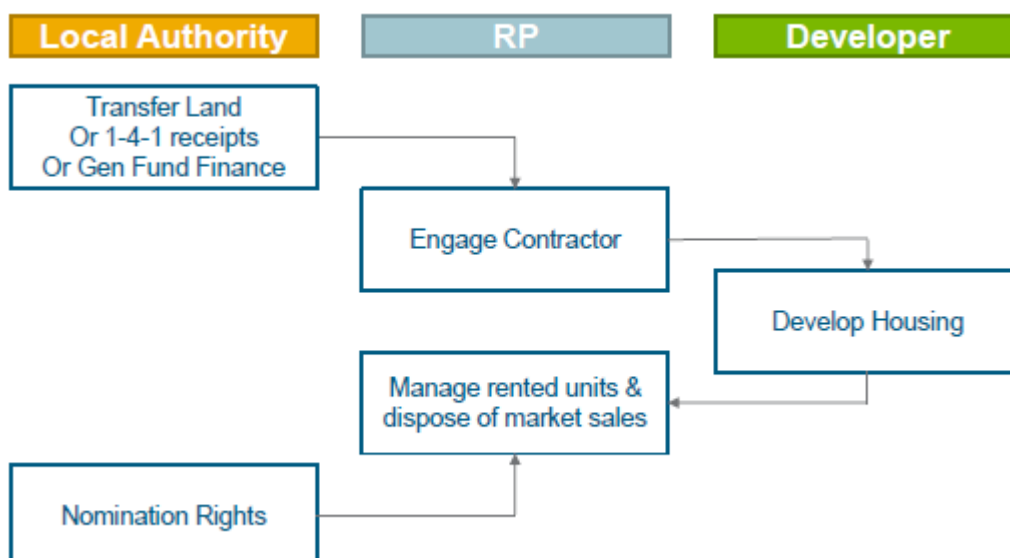 Local Authority
RP
Developer
Transfer Land
Or 1-4-1 receipts
Or Gen Fund Finance
Engage Contractor
Develop Housing
Manage rented units &
dispose of market sales
Nomination Rights